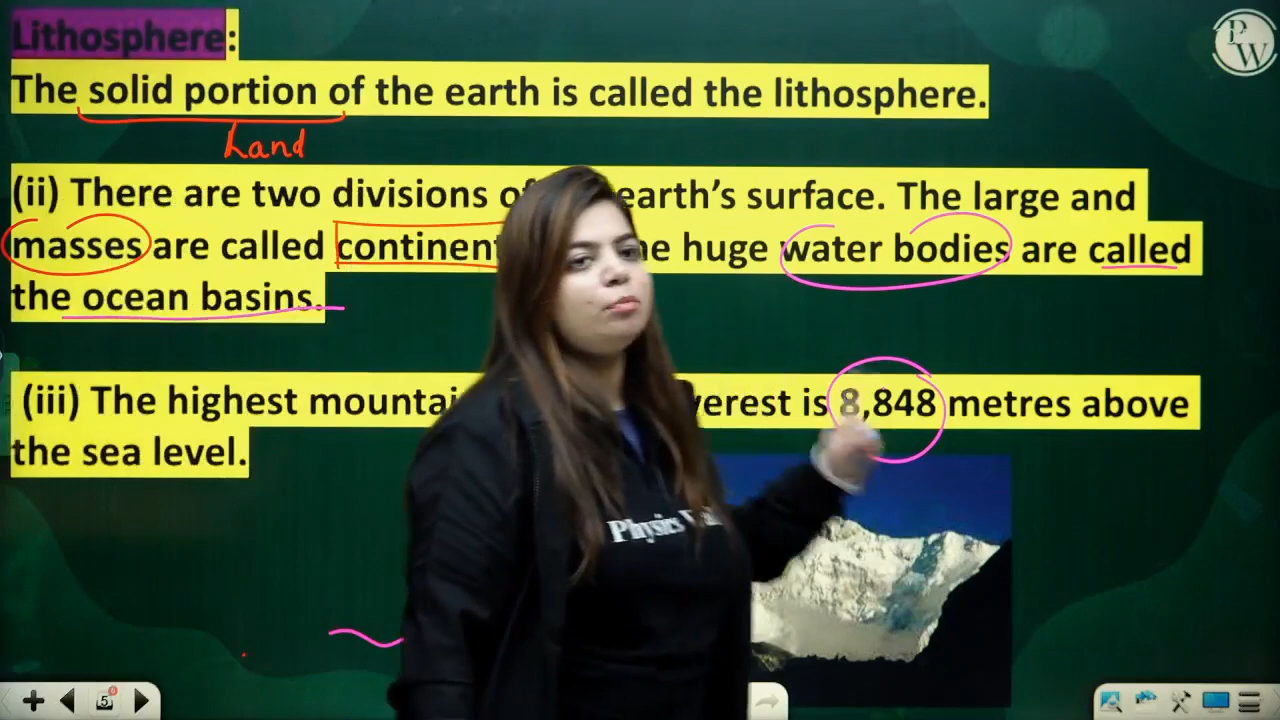 Lithosphere:
PW
The solid portion of the earth is called the lithosphere.
Land
(ii) There are two divisions of earth's surface. The large and
masses are called continent huge water bodies are called
the ocean basins.
(iii) The highest mountai verest is 8,848 metres above
the sea level.
Physics
5